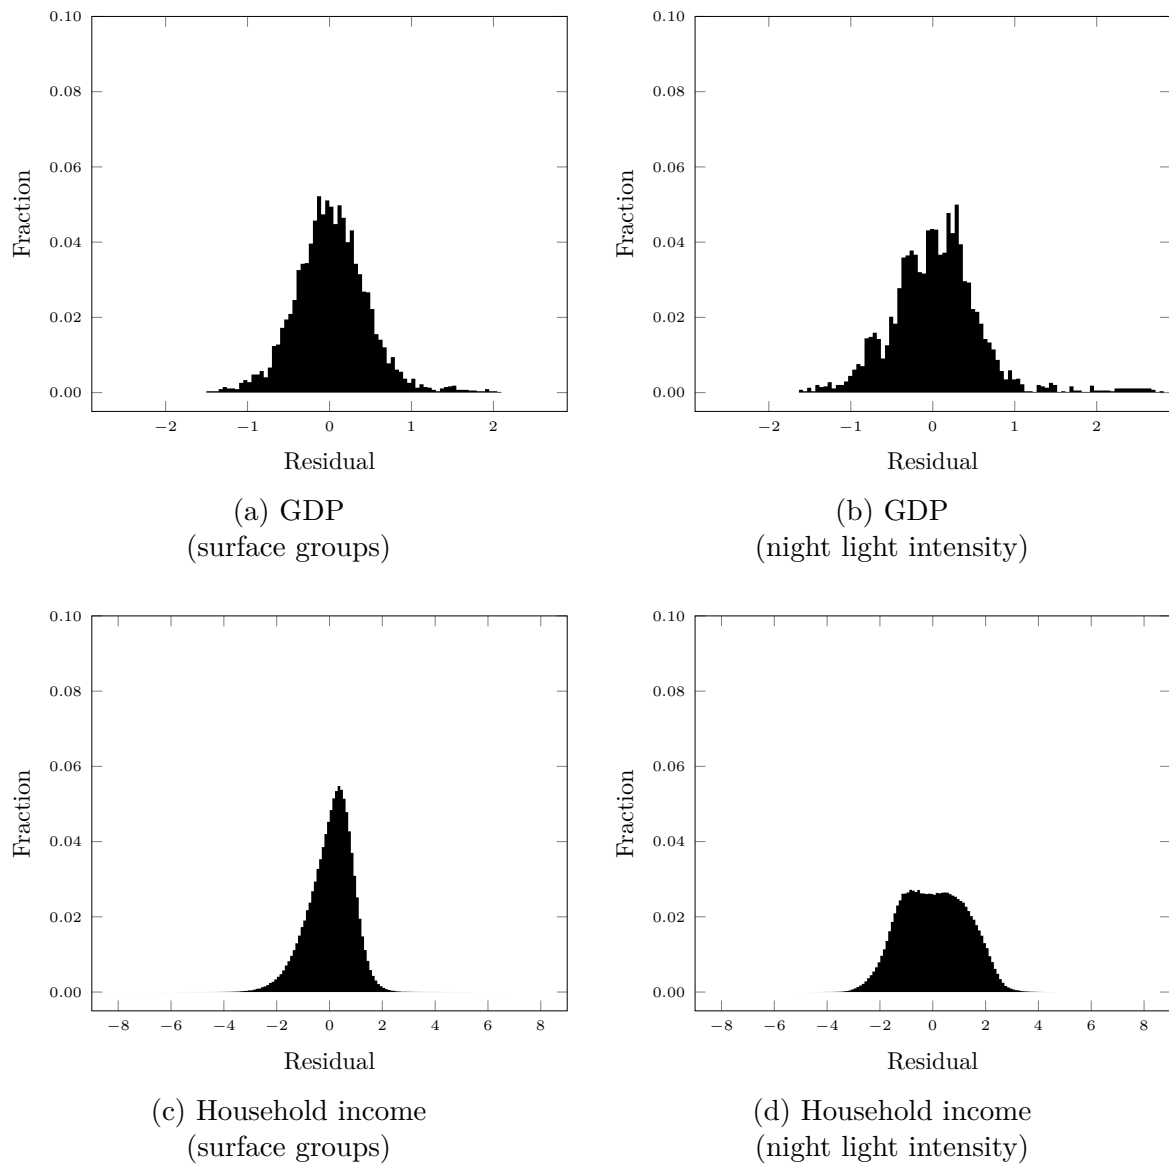 0.10
0.08
0.06
0.04
0.02
0.00
Fraction
−2 −1 0 1 2
Residual
(a) GDP
(surface groups)
0.10
0.08
0.06
0.04
0.02
0.00
Fraction
−2 −1 0 1 2
Residual
(b) GDP
(night light intensity)
0.10
0.08
0.06
0.04
0.02
0.00
Fraction
−8 −6 −4 −2 0 2 4 6 8
Residual
(c) Household income
(surface groups)
0.10
0.08
0.06
0.04
0.02
0.00
Fraction
−8 −6 −4 −2 0 2 4 6 8
Residual
(d) Household income
(night light intensity)